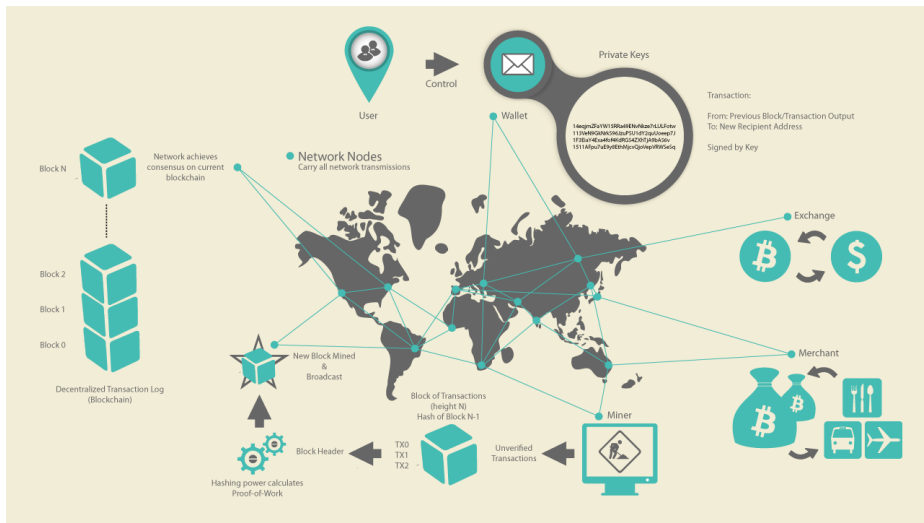 User
Control
Wallet
Private Keys
Transaction:
From: Previous Block/Transaction Output
To: New Recipient Address
Signed by Key
Block N
Network achieves
consensus on current
blockchain
Network Nodes
Carry all network transmissions
Exchange
Block 2
Block 1
Block 0
Decentralized Transaction Log
(Blockchain)
New Block Mined
&
Broadcast
Merchant
Block of Transactions
(height N)
Hash of Block N-1
Miner
TX0
TX1
TX2
Block Header
Unverified
Transactions
Hashing power calculates
Proof-of-Work